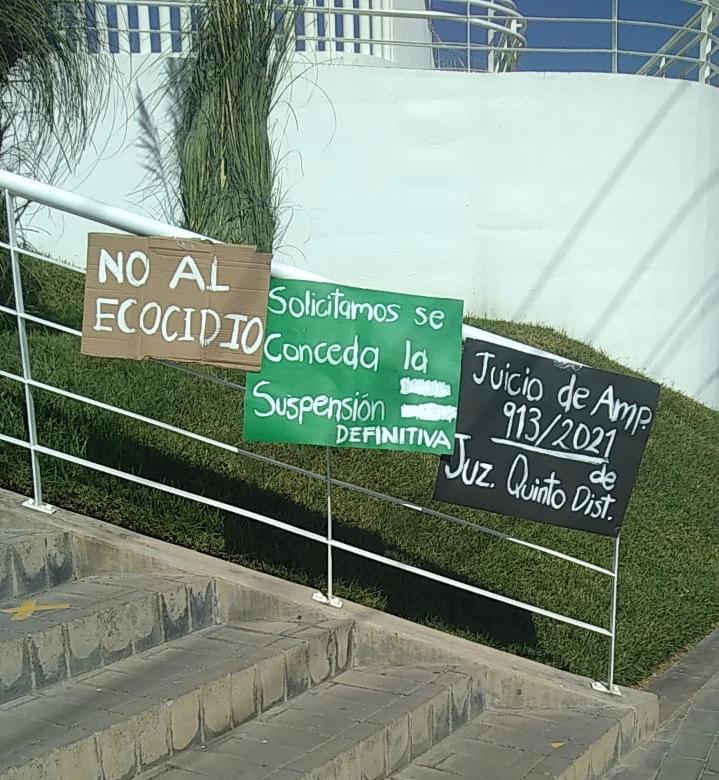 NO AL
ECOCIDIO
Solicitamos se
Conceda la
Suspensión
DEFINITIVA
Juicio de Amp.
913/2021
de
Juz. Quinto Dist.